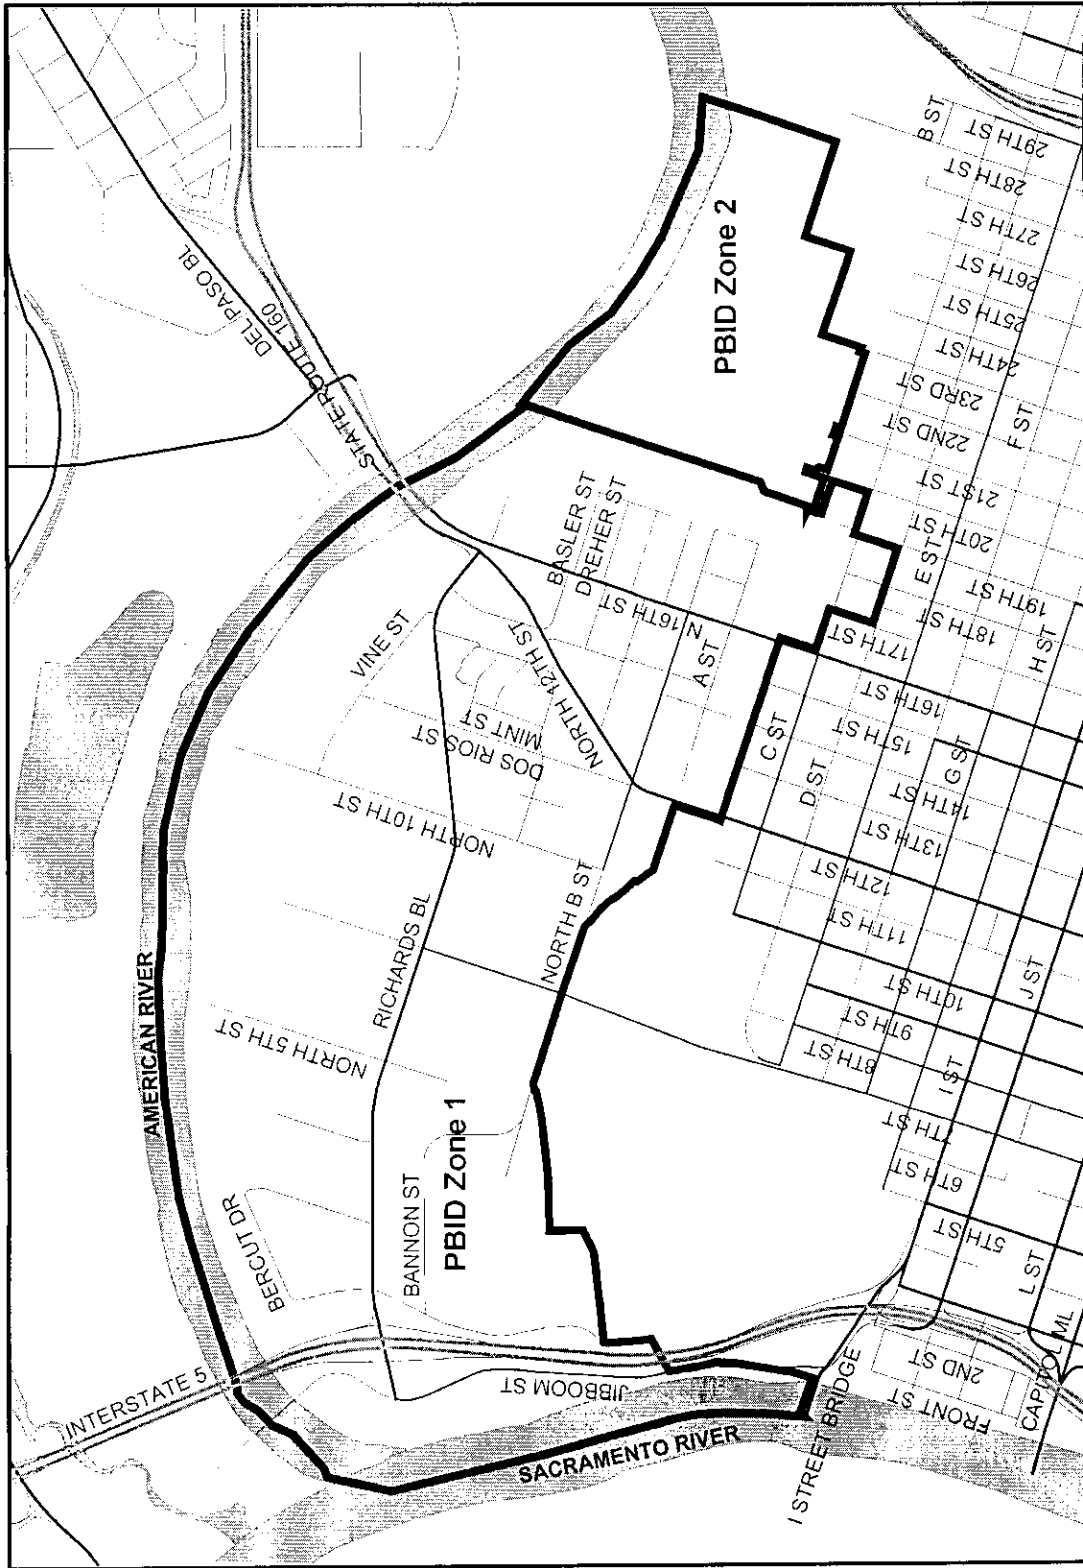 DEL PASO BL
STATE ROUTE 160
AMERICAN RIVER
INTERSTATE 5
BERCUT DR
NORTH 5TH ST
RICHARDS BL
NORTH 10TH ST
VINE ST
DOS RIOS ST
MINT ST
NORTH 12TH ST
BASLER ST
DREHER ST
N 16TH ST
A ST
PBID Zone 2
PBID Zone 1
BANNON ST
NORTH B ST
JIBBOOM ST
SACRAMENTO RIVER
I STREET BRIDGE
FRONT ST
2ND ST
CAPITOL ML
L ST
5TH ST
6TH ST
7TH ST
I ST
8TH ST
9TH ST
10TH ST
J ST
11TH ST
12TH ST
13TH ST
14TH ST
G ST
15TH ST
16TH ST
C ST
D ST
17TH ST
18TH ST
H ST
19TH ST
E ST
20TH ST
21ST ST
22ND ST
F ST
23RD ST
24TH ST
25TH ST
26TH ST
27TH ST
28TH ST
29TH ST
B ST